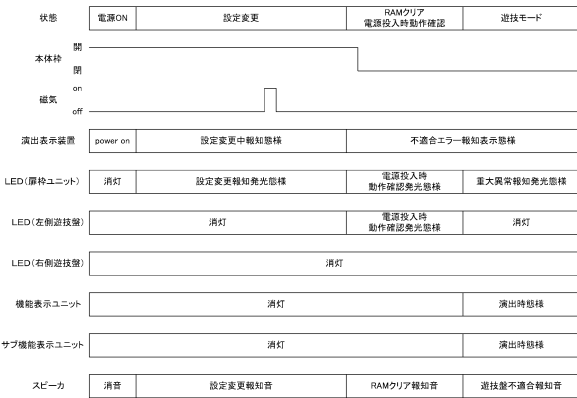 状態 電源ON 設定変更 RAMクリア 電源投入時動作確認 遊技モード
本体枠 開
閉
磁気 on
off
演出表示装置 power on 設定変更中報知態様 不適合エラー報知表示態様
LED(扉枠ユニット) 消灯 設定変更報知発光態様 電源投入時 動作確認発光態様 重大異常報知発光態様
LED(左側遊技盤) 消灯 電源投入時 動作確認発光態様 消灯
LED(右側遊技盤) 消灯
機能表示ユニット 消灯 演出時態様
サブ機能表示ユニット 消灯 演出時態様
スピーカ 消音 設定変更報知音 RAMクリア報知音 遊技盤不適合報知音